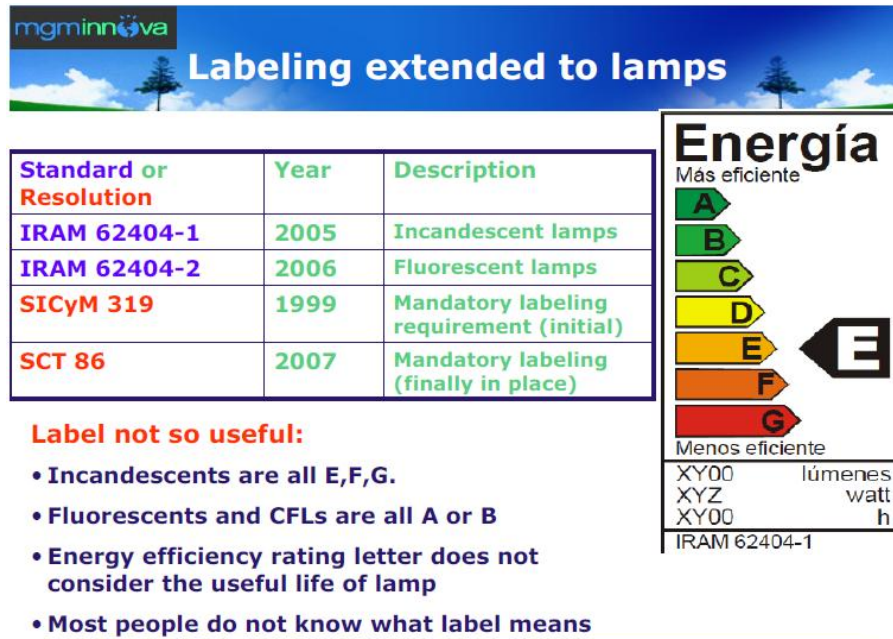 mgminnova
Labeling extended to lamps
Standard or
Resolution
Year
Description
IRAM 62404-1
2005
Incandescent lamps
IRAM 62404-2
2006
Fluorescent lamps
SICyM 319
1999
Mandatory labeling
requirement (initial)
SCT 86
2007
Mandatory labeling
(finally in place)
Label not so useful:
• Incandescents are all E,F,G.
• Fluorescents and CFLs are all A or B
• Energy efficiency rating letter does not
consider the useful life of lamp
• Most people do not know what label means
Energía
Más eficiente
A
B
C
D
E
E
F
G
Menos eficiente
XY00 lúmenes
XYZ watt
XY00 h
IRAM 62404-1